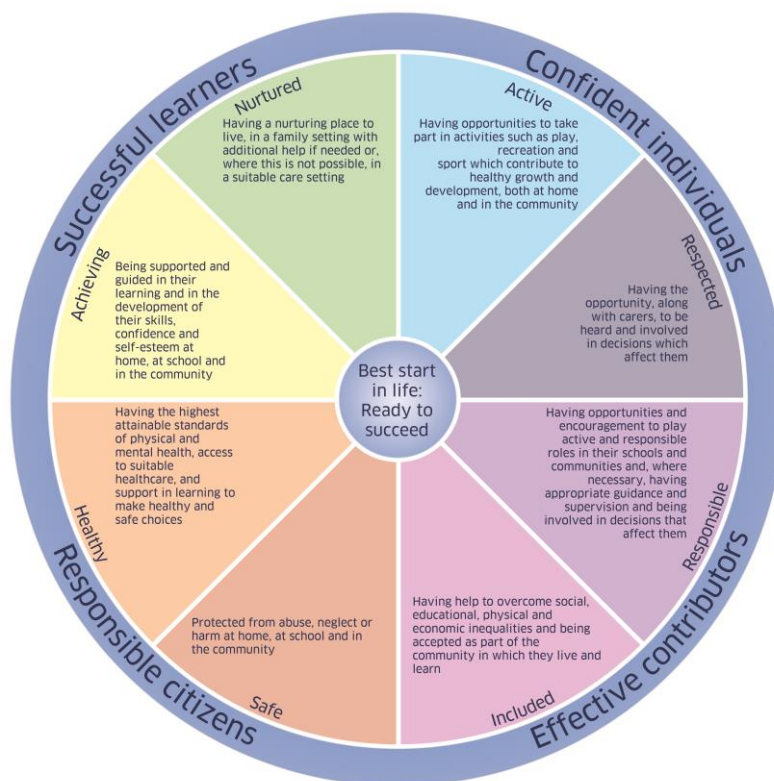 Successful learners
Confident individuals
Nurtured
Having a nurturing place to
live, in a family setting with
additional help if needed or,
where this is not possible, in
a suitable care setting
Active
Having opportunities to take
part in activities such as play,
recreation and
sport which contribute to
healthy growth and
development, both at home
and in the community
Achieving
Being supported and
guided in their
learning and in the
development of
their skills,
confidence and
self-esteem at
home, at school and
in the community
Respected
Having the
opportunity, along
with carers, to be
heard and involved
in decisions which
affect them
Best start
in life:
Ready to
succeed
Healthy
Having the highest
attainable standards
of physical and
mental health, access
to suitable
healthcare, and
support in learning to
make healthy and
safe choices
Responsible
Having opportunities and
encouragement to play
active and responsible
roles in their schools and
communities and, where
necessary, having
appropriate guidance and
supervision and being
involved in decisions that
affect them
Protected from abuse, neglect or
harm at home, at school and in
the community
Safe
Having help to overcome social,
educational, physical and
economic inequalities and being
accepted as part of the
community in which they live and
learn
Included
Responsible citizens
Effective contributors